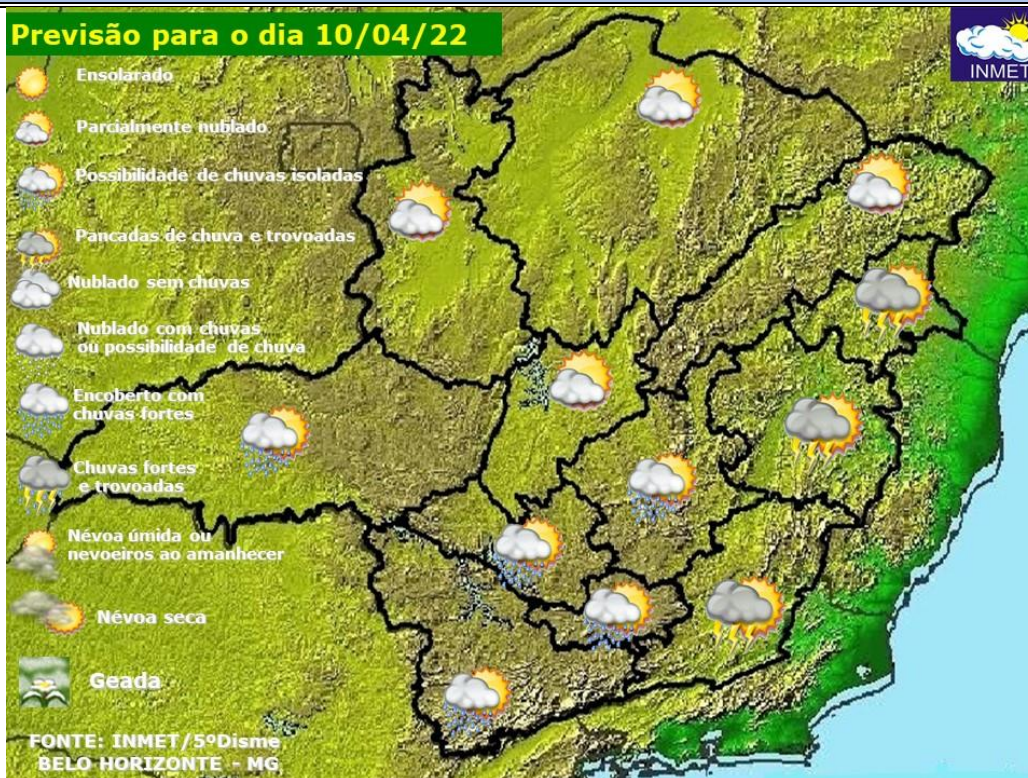 Previsão para o dia 10/04/22
INMET
Ensolarado
Parcialmente nublado
Possibilidade de chuvas isoladas
Pancadas de chuva e trovoadas
Nublado sem chuvas
Nublado com chuvas
ou possibilidade de chuva
Encoberto com
chuvas fortes
Chuvas fortes
e trovoadas
Névoa úmida ou
nevoeiros ao amanhecer
Névoa seca
Geada
FONTE: INMET/5ºDisme
BELO HORIZONTE - MG